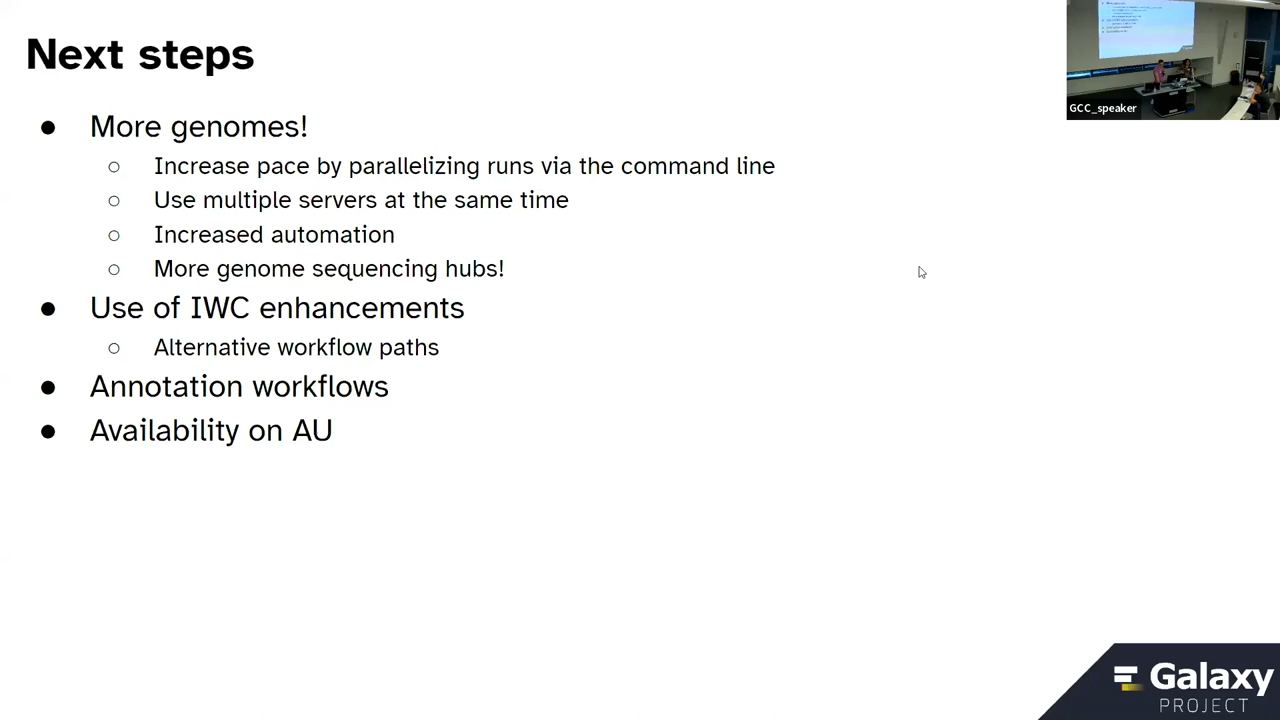 Next steps
● More genomes!
○ Increase pace by parallelizing runs via the command line
○ Use multiple servers at the same time
○ Increased automation
○ More genome sequencing hubs!
● Use of IWC enhancements
○ Alternative workflow paths
● Annotation workflows
● Availability on AU
GCC_speaker
Galaxy
PROJECT